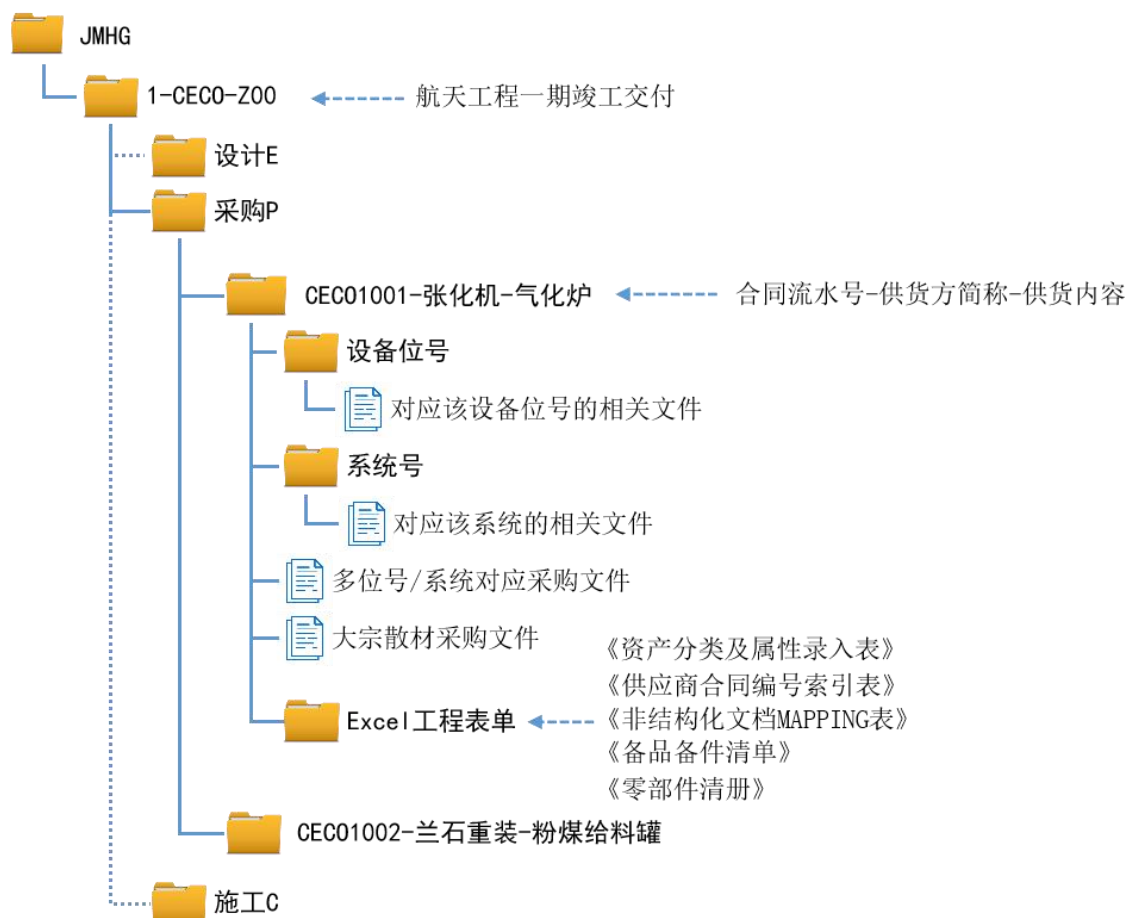 JMHG
1-CECO-Z00
航天工程一期竣工交付
设计E
采购P
CECO1001-张化机-气化炉
合同流水号-供货方简称-供货内容
设备位号
对应该设备位号的相关文件
系统号
对应该系统的相关文件
多位号/系统对应采购文件
大宗散材采购文件
《资产分类及属性录入表》
《供应商合同编号索引表》
Excel工程表单
《非结构化文档MAPPING表》
《备品备件清单》
《零部件清册》
CECO1002-兰石重装-粉煤给料罐
施工C